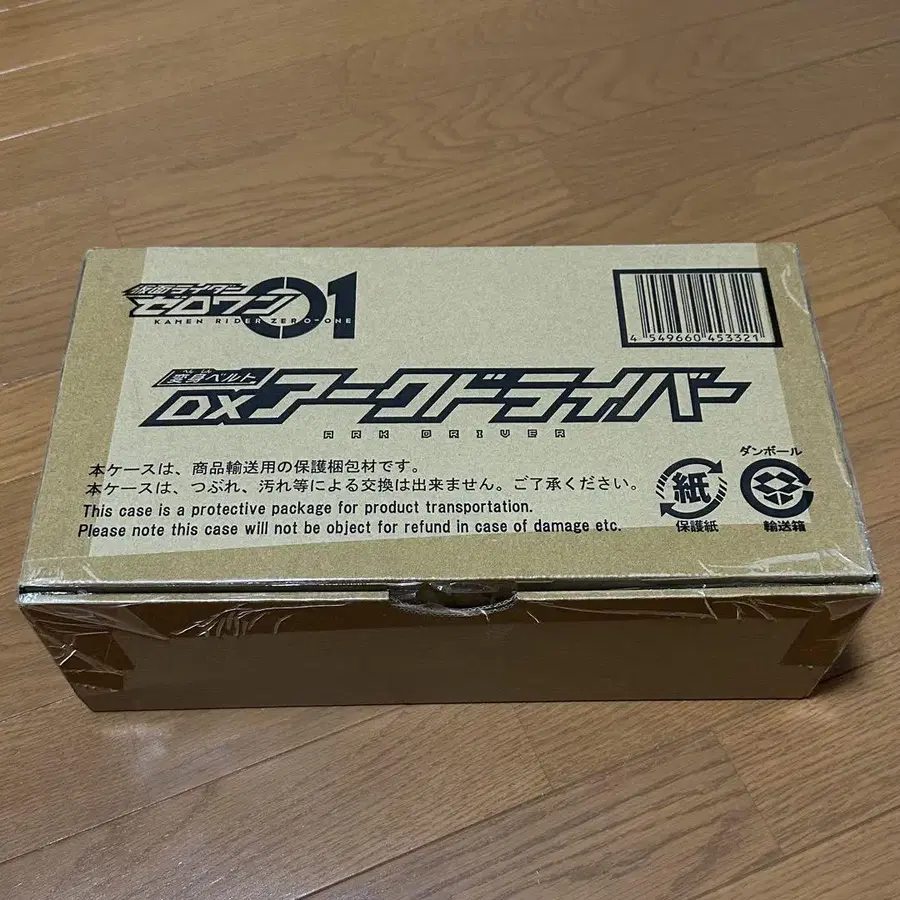 仮面ライダー
ゼロワン 01
KAMEN RIDER ZERO-ONE
4 549660 453321
へんしん
変身ベルト
DXアークドライバー
ARK DRIVER
本ケースは、商品輸送用の保護梱包材です。
本ケースは、つぶれ、汚れ等による交換は出来ません。ご了承ください。
This case is a protective package for product transportation.
Please note this case will not be object for refund in case of damage etc.
紙
保護紙
ダンボール
輸送箱